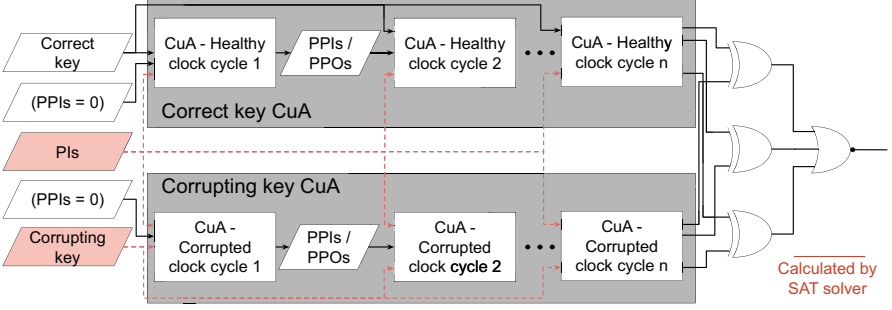 Correct
key
CuA - Healthy
clock cycle 1
PPIs /
PPOs
CuA - Healthy
clock cycle 2
CuA - Healthy
clock cycle n
(PPIs = 0)
Correct key CuA
PIs
(PPIs = 0)
Corrupting key CuA
Corrupting
key
CuA -
Corrupted
clock cycle 1
PPIs /
PPOs
CuA -
Corrupted
clock cycle 2
CuA -
Corrupted
clock cycle n
Calculated by
SAT solver